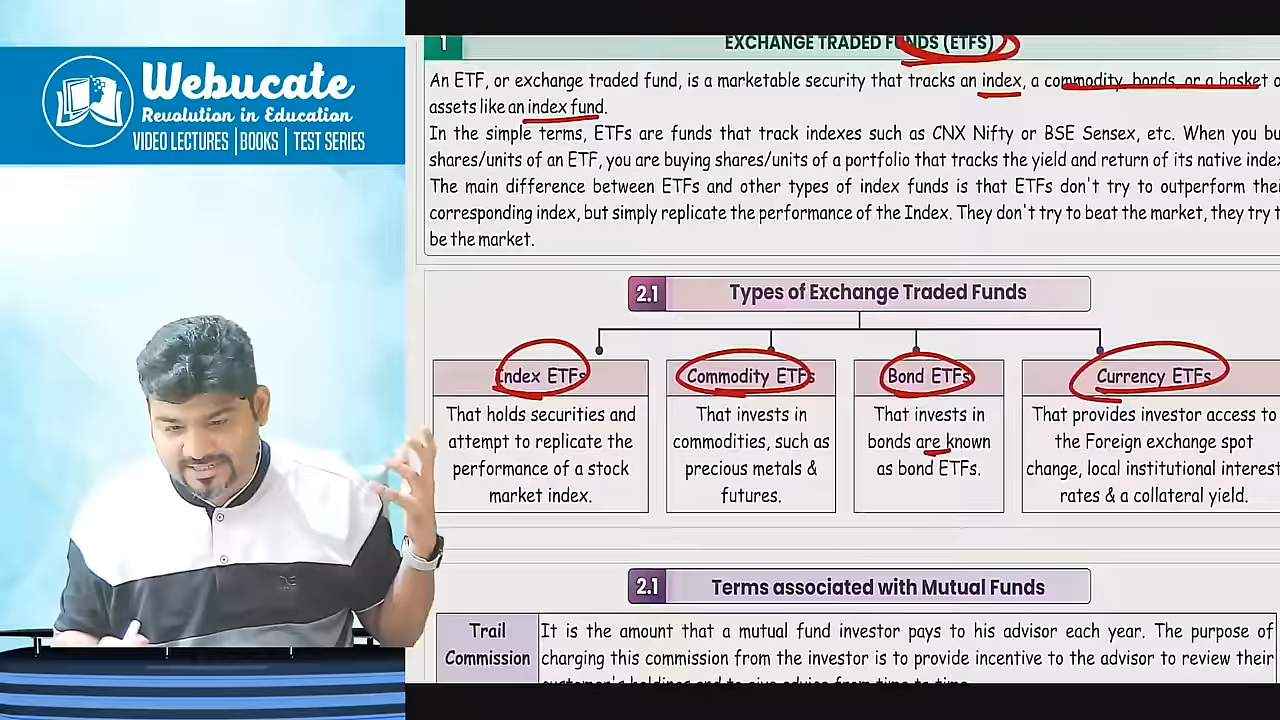 Webucate
Revolution in Education
VIDEO LECTURES | BOOKS | TEST SERIES
1
EXCHANGE TRADED FUNDS (ETFS)
An ETF, or exchange traded fund, is a marketable security that tracks an index, a commodity, bonds, or a basket o
assets like an index fund.
In the simple terms, ETFs are funds that track indexes such as CNX Nifty or BSE Sensex, etc. When you bu
shares/units of an ETF, you are buying shares/units of a portfolio that tracks the yield and return of its native index
The main difference between ETFs and other types of index funds is that ETFs don't try to outperform thei
corresponding index, but simply replicate the performance of the Index. They don't try to beat the market, they try t
be the market.
2.1 Types of Exchange Traded Funds
Index ETFs
That holds securities and
attempt to replicate the
performance of a stock
market index.
Commodity ETFs
That invests in
commodities, such as
precious metals &
futures.
Bond ETFs
That invests in
bonds are known
as bond ETFs.
Currency ETFs
That provides investor access to
the Foreign exchange spot
change, local institutional interest
rates & a collateral yield.
2.1 Terms associated with Mutual Funds
Trail
Commission
It is the amount that a mutual fund investor pays to his advisor each year. The purpose of
charging this commission from the investor is to provide incentive to the advisor to review their
customer's holdings and to give advice from time to time.